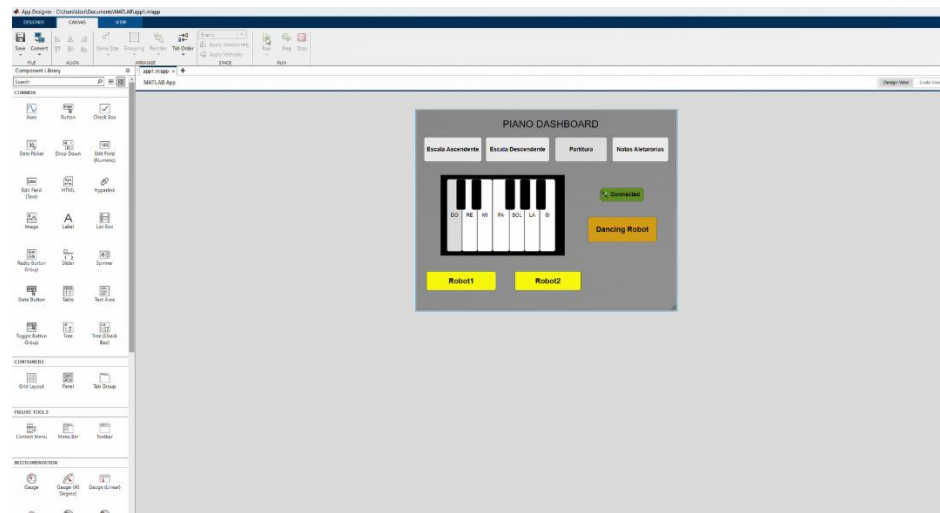 App Designer - C:\Users\User\Documents\MATLAB\app1.mlapp
DESIGNER CANVAS VIEW
Save Convert Same Size Grouping Reorder Tab Order Evenly Apply Horizontally Apply Vertically Run Step Stop
FILE ALIGN ARRANGE SPACE RUN
Component Library app1.mlapp × +
Search MATLAB App Design View Code View
COMMON
Axes Button Check Box
Date Picker Drop Down Edit Field (Numeric)
Edit Field (Text) HTML Hyperlink
Image Label List Box
Radio Button Group Slider Spinner
State Button Table Text Area
Toggle Button Group Tree Tree (Check Box)
CONTAINERS
Grid Layout Panel Tab Group
FIGURE TOOLS
Context Menu Menu Bar Toolbar
INSTRUMENTATION
Gauge Gauge (90 Degree) Gauge (Linear)
PIANO DASHBOARD
Escala Ascendente Escala Descendente Partitura Notas Aletarorias
DO RE MI FA SOL LA SI
Connected
Dancing Robot
Robot1 Robot2